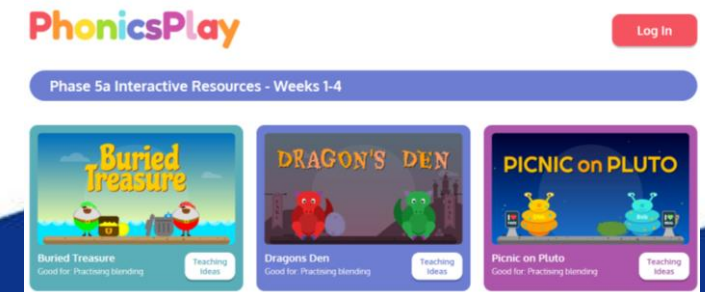 PhonicsPlay
Log In
Phase 5a Interactive Resources - Weeks 1-4
Buried
Treasure
DRAGON'S DEN
PICNIC on PLUTO
Buried Treasure
Good for: Practising blending
Teaching
Ideas
Dragons Den
Good for: Practising blending
Teaching
Ideas
Picnic on Pluto
Good for: Practising blending
Teaching
Ideas